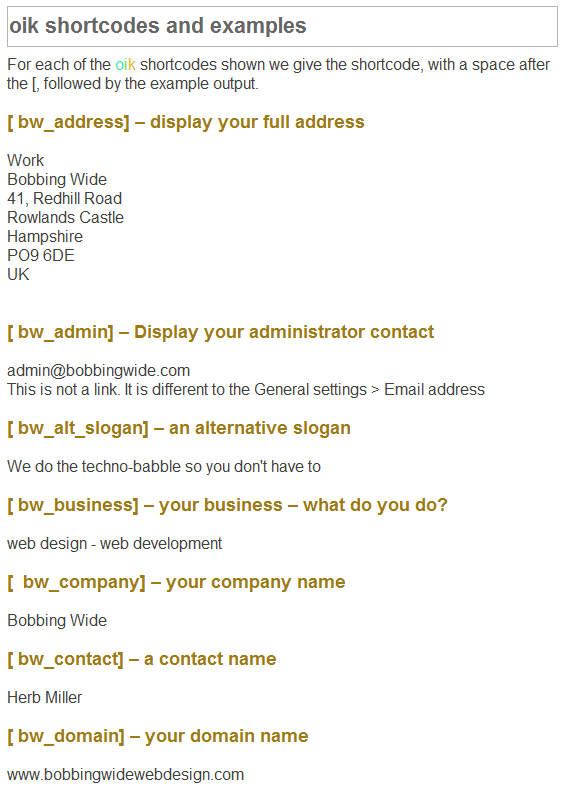 oik shortcodes and examples
For each of the oik shortcodes shown we give the shortcode, with a space after
the [, followed by the example output.
[ bw_address] – display your full address
Work
Bobbing Wide
41, Redhill Road
Rowlands Castle
Hampshire
PO9 6DE
UK
[ bw_admin] – Display your administrator contact
admin@bobbingwide.com
This is not a link. It is different to the General settings > Email address
[ bw_alt_slogan] – an alternative slogan
We do the techno-babble so you don't have to
[ bw_business] – your business – what do you do?
web design - web development
[  bw_company] – your company name
Bobbing Wide
[ bw_contact] – a contact name
Herb Miller
[ bw_domain] – your domain name
www.bobbingwidewebdesign.com